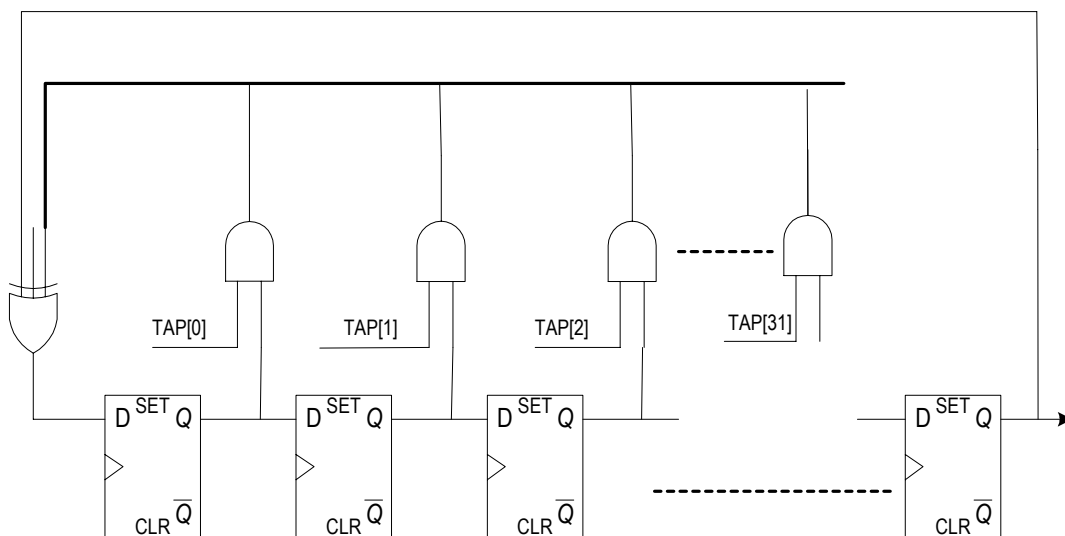 TAP[0]
TAP[1]
TAP[2]
TAP[31]
D SET Q
CLR Q̅
D SET Q
CLR Q̅
D SET Q
CLR Q̅
D SET Q
CLR Q̅